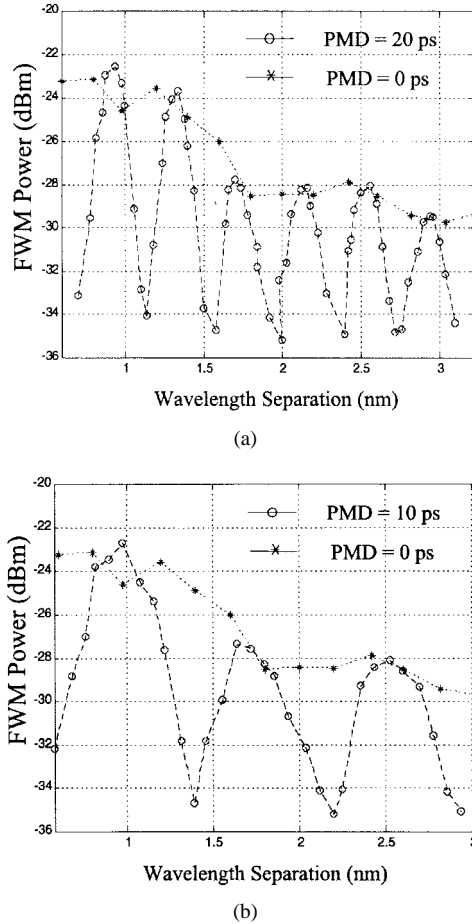 -20
-22
-24
-26
-28
-30
-32
-34
-36
FWM Power (dBm)
PMD = 20 ps
PMD = 0 ps
1
1.5
2
2.5
3
Wavelength Separation (nm)
(a)
-20
-22
-24
-26
-28
-30
-32
-34
-36
FWM Power (dBm)
PMD = 10 ps
PMD = 0 ps
1
1.5
2
2.5
3
Wavelength Separation (nm)
(b)